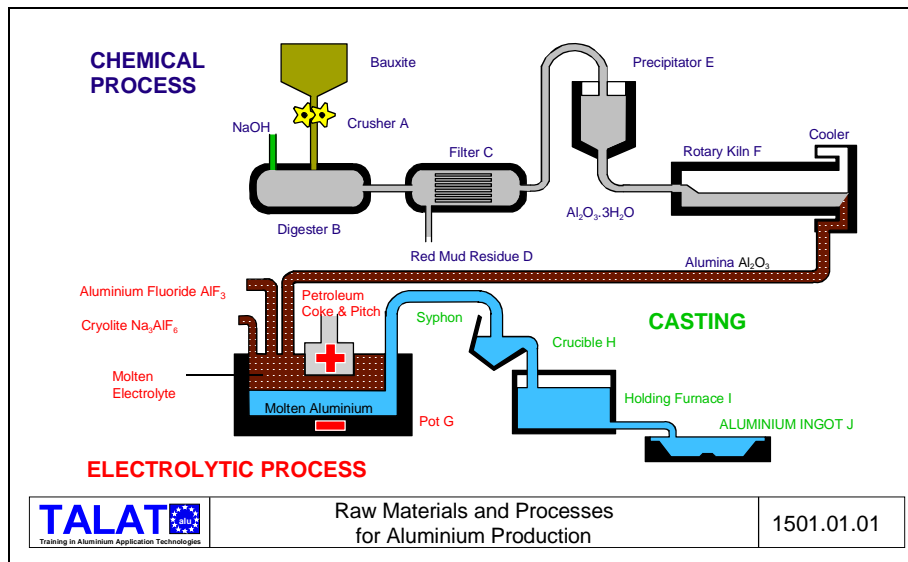 CHEMICAL
PROCESS
Bauxite
Precipitator E
NaOH
Crusher A
Cooler
Filter C
Rotary Kiln F
Digester B
Al₂O₃.3H₂O
Red Mud Residue D
Alumina Al₂O₃
Aluminium Fluoride AlF₃
Petroleum
Coke & Pitch
Syphon
CASTING
Cryolite Na₃AlF₆
Crucible H
Molten
Electrolyte
Molten Aluminium
Holding Furnace I
Pot G
ALUMINIUM INGOT J
ELECTROLYTIC PROCESS
TALAT
alu
Training in Aluminium Application Technologies
Raw Materials and Processes
for Aluminium Production
1501.01.01